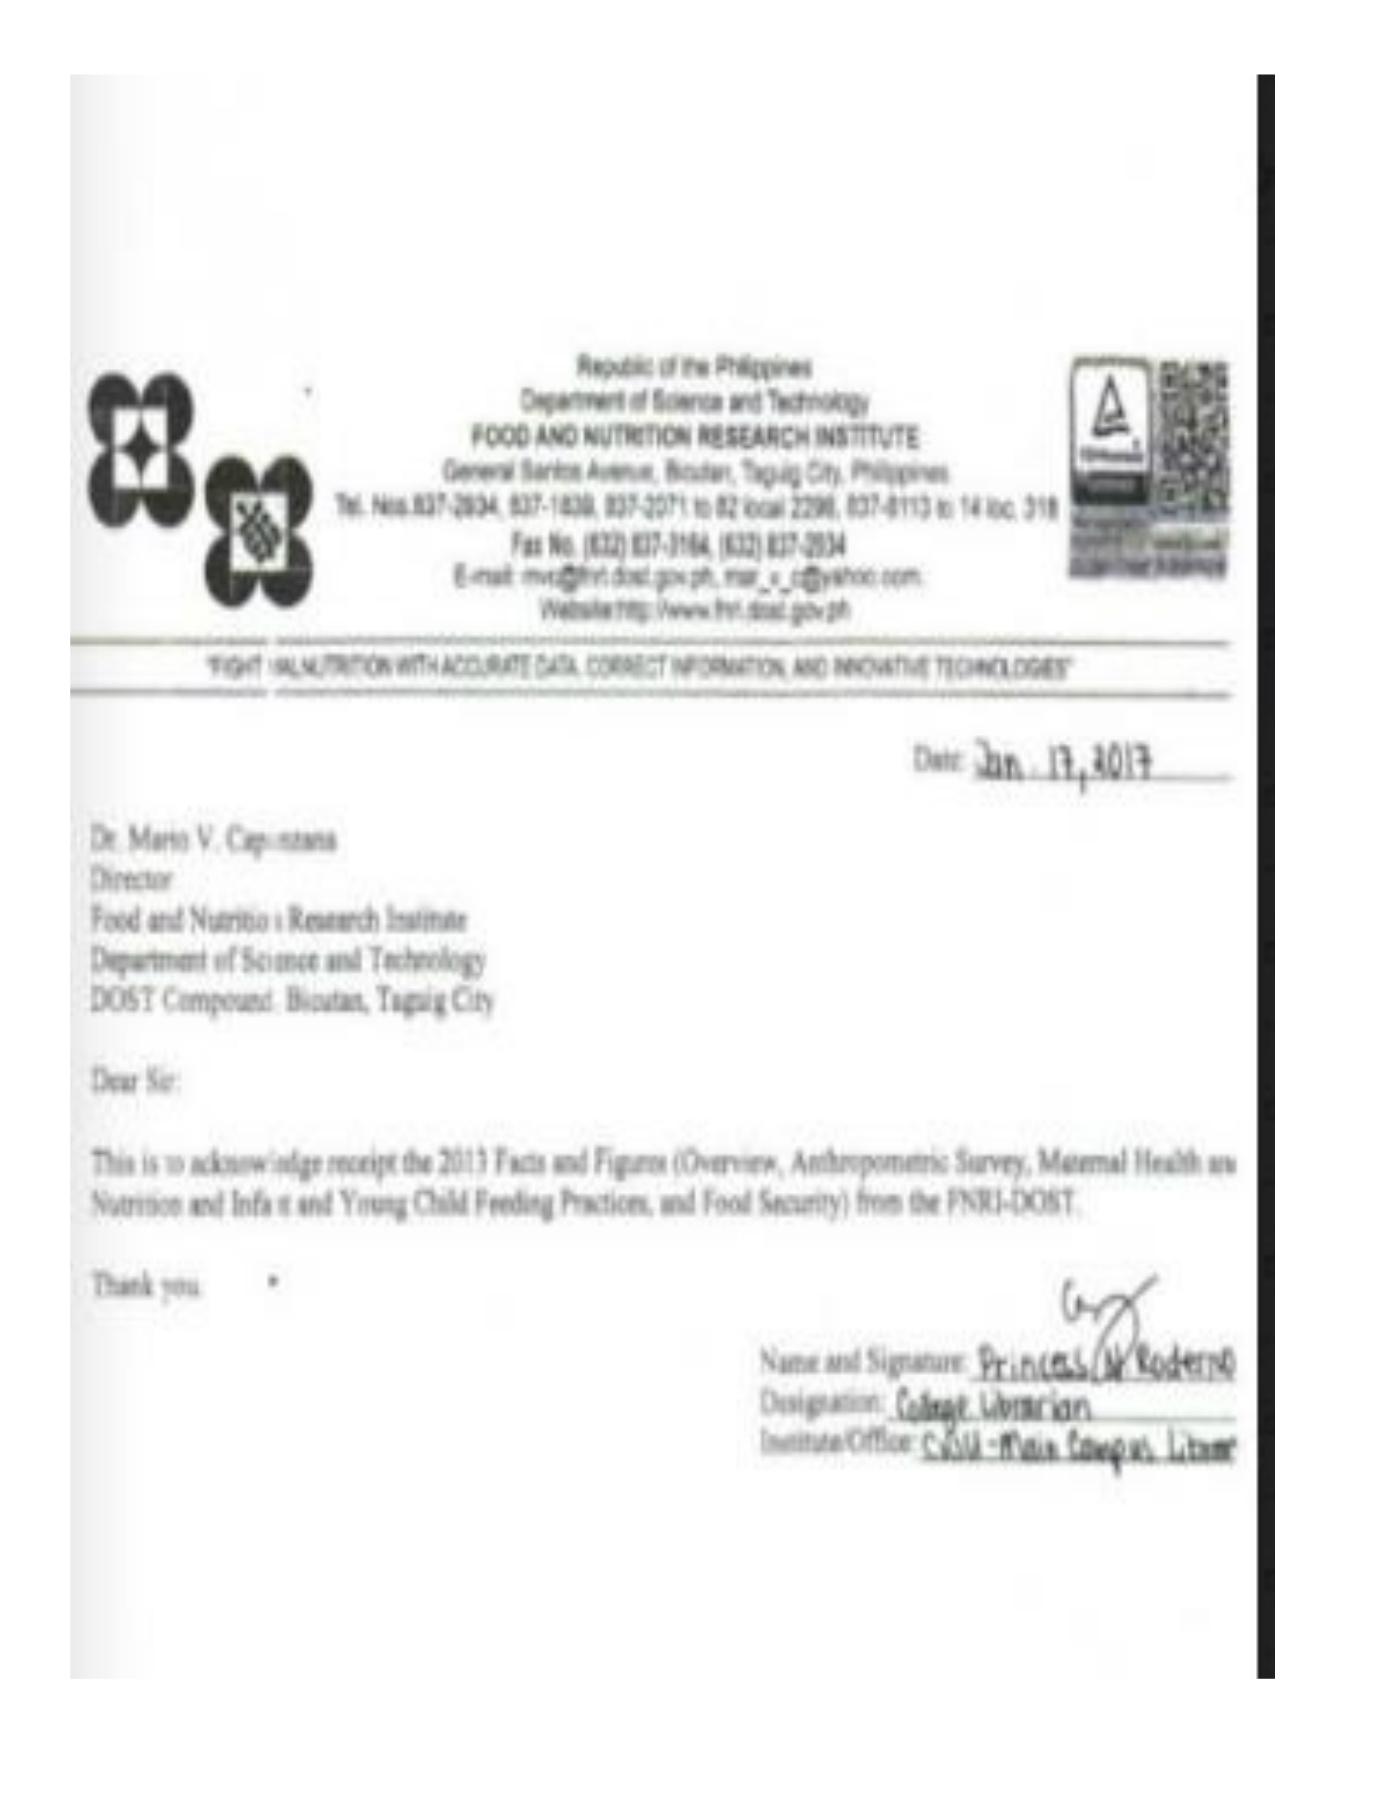 Republic of the Philippines
Department of Science and Technology
FOOD AND NUTRITION RESEARCH INSTITUTE
General Santos Avenue, Bicutan, Taguig City, Philippines
Tel. Nos.837-2934, 837-1839, 837-2071 to 82 local 2296, 837-8113 to 14 loc. 318
Fax No. (632) 837-3164, (632) 837-2934
E-mail: mvc@fnri.dost.gov.ph, mar_v_c@yahoo.com
Website:http://www.fnri.dost.gov.ph
"FIGHT MALNUTRITION WITH ACCURATE DATA, CORRECT INFORMATION, AND INNOVATIVE TECHNOLOGIES"
Date: Jan. 17, 2017
Dr. Mario V. Capanzana
Director
Food and Nutrition Research Institute
Department of Science and Technology
DOST Compound, Bicutan, Taguig City
Dear Sir:
This is to acknowledge receipt the 2013 Facts and Figures (Overview, Anthropometric Survey, Maternal Health and
Nutrition and Infant and Young Child Feeding Practices, and Food Security) from the FNRI-DOST.
Thank you.
Name and Signature: Princess Roderno
Designation: College Librarian
Institute/Office: CvSU-Main Campus